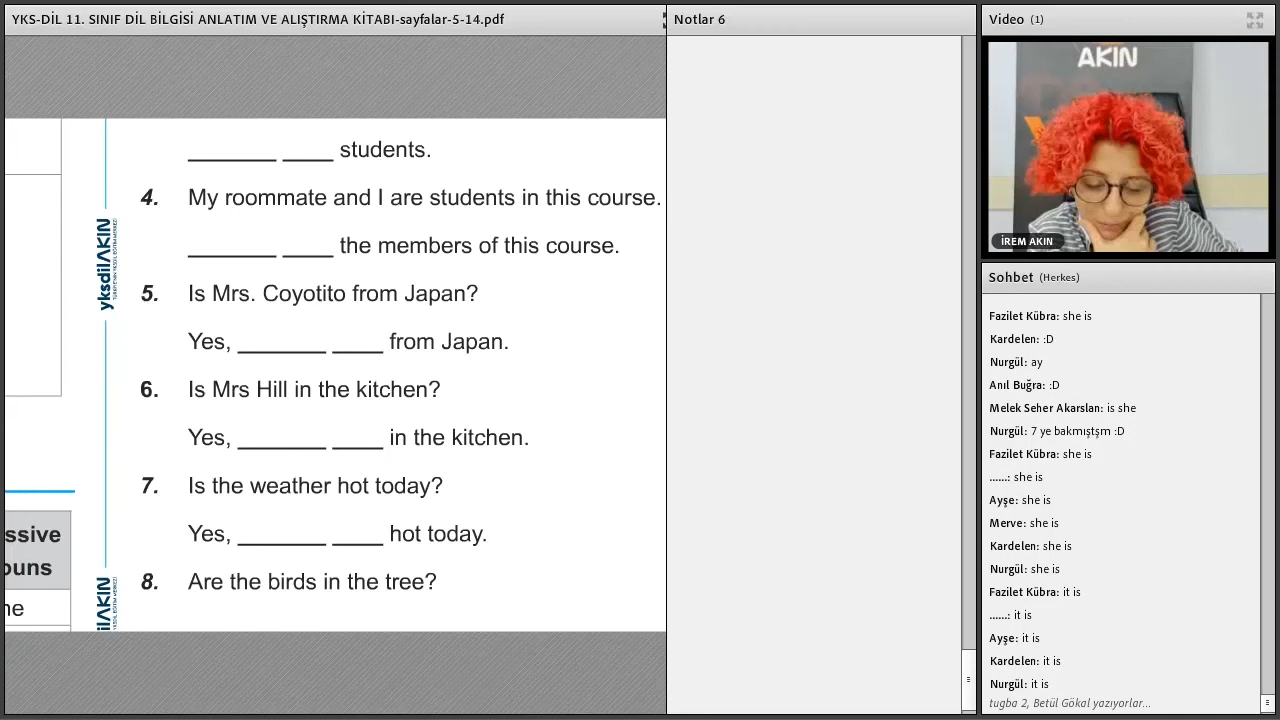 YKS-DİL 11. SINIF DİL BİLGİSİ ANLATIM VE ALIŞTIRMA KİTABI-sayfalar-5-14.pdf
________ ____ students.
4. My roommate and I are students in this course.
________ ____ the members of this course.
5. Is Mrs. Coyotito from Japan?
Yes, ________ ____ from Japan.
6. Is Mrs Hill in the kitchen?
Yes, ________ ____ in the kitchen.
7. Is the weather hot today?
Yes, ________ ____ hot today.
8. Are the birds in the tree?
yksdilAKIN
ilAKIN
ssive
ouns
ne
Notlar 6
Video (1)
AKIN
İREM AKIN
Sohbet (Herkes)
Fazilet Kübra: she is
Kardelen: :D
Nurgül: ay
Anıl Buğra: :D
Melek Seher Akarslan: is she
Nurgül: 7 ye bakmıştşm :D
Fazilet Kübra: she is
......: she is
Ayşe: she is
Merve: she is
Kardelen: she is
Nurgül: she is
Fazilet Kübra: it is
......: it is
Ayşe: it is
Kardelen: it is
Nurgül: it is
tugba 2, Betül Gökal yazıyorlar...